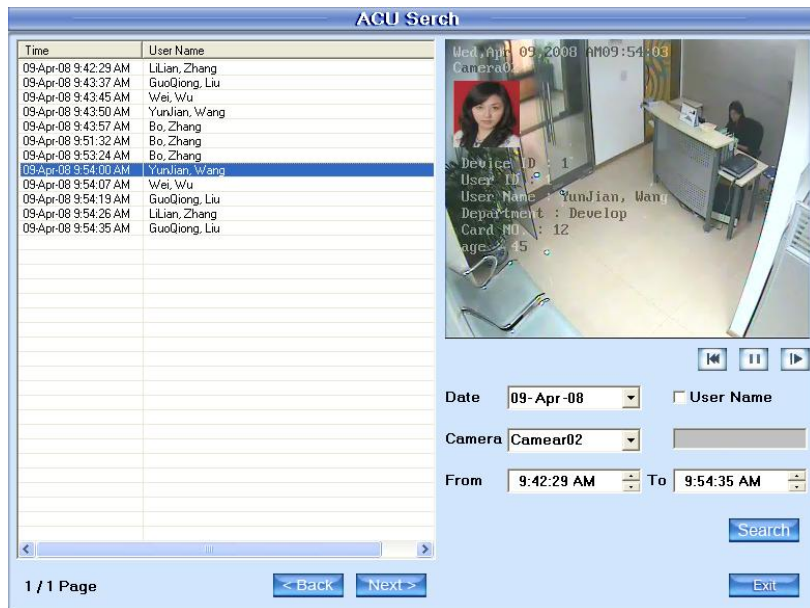 ACU Serch
Time User Name
09-Apr-08 9:42:29 AM LiLian, Zhang
09-Apr-08 9:43:37 AM GuoQiong, Liu
09-Apr-08 9:43:45 AM Wei, Wu
09-Apr-08 9:43:50 AM YunJian, Wang
09-Apr-08 9:43:57 AM Bo, Zhang
09-Apr-08 9:51:32 AM Bo, Zhang
09-Apr-08 9:53:24 AM Bo, Zhang
09-Apr-08 9:54:00 AM YunJian, Wang
09-Apr-08 9:54:07 AM Wei, Wu
09-Apr-08 9:54:19 AM GuoQiong, Liu
09-Apr-08 9:54:26 AM LiLian, Zhang
09-Apr-08 9:54:35 AM GuoQiong, Liu
1 / 1 Page
< Back
Next >
Wed,Apr 09,2008 AM09:54:03
Camera02
Device ID : 1
User ID : 1
User Name : YunJian, Wang
Department : Develop
Card NO. : 12
age : 45
Date 09-Apr-08 User Name
Camera Camear02
From 9:42:29 AM To 9:54:35 AM
Search
Exit